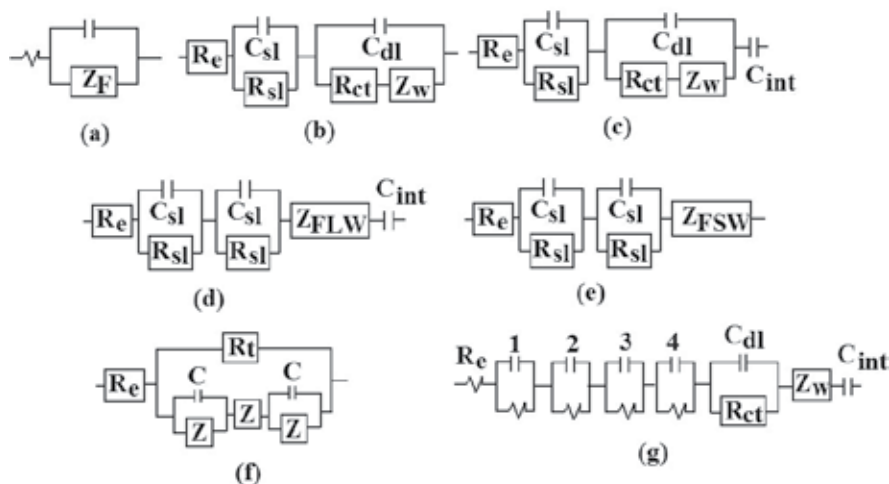 Z_F
(a)
R_e C_sl R_sl C_dl R_ct Z_w
(b)
R_e C_sl R_sl C_dl R_ct Z_w C_int
(c)
R_e C_sl R_sl C_sl R_sl Z_FLW C_int
(d)
R_e C_sl R_sl C_sl R_sl Z_FSW
(e)
R_e Rt C Z Z C Z
(f)
R_e 1 2 3 4 C_dl R_ct Z_w C_int
(g)